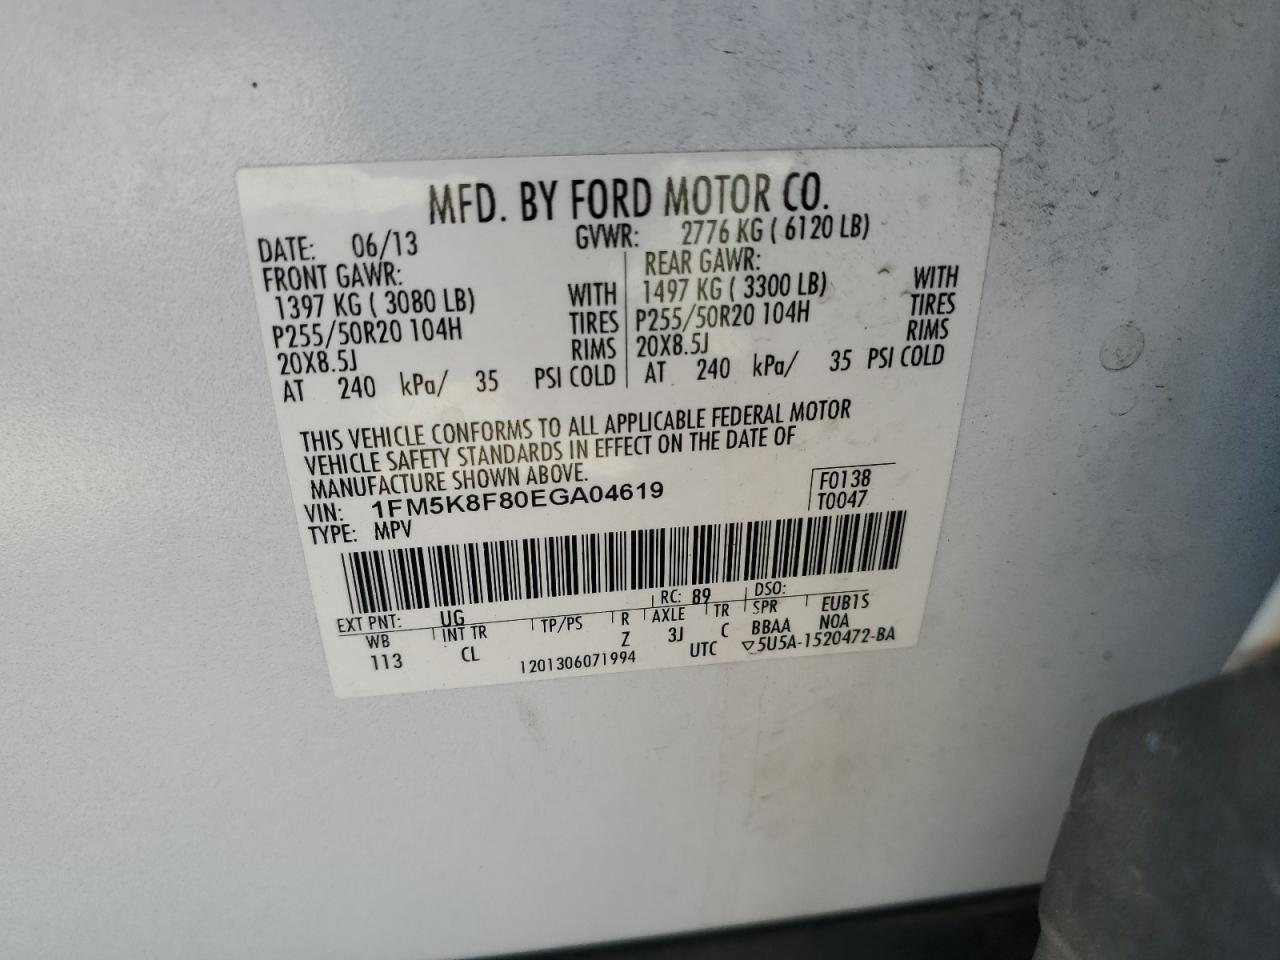 MFD. BY FORD MOTOR CO.
DATE: 06/13 GVWR: 2776 KG ( 6120 LB)
FRONT GAWR:
1397 KG ( 3080 LB) WITH
P255/50R20 104H TIRES
20X8.5J RIMS
AT 240 kPa/ 35 PSI COLD
REAR GAWR:
1497 KG ( 3300 LB) WITH
P255/50R20 104H TIRES
20X8.5J RIMS
AT 240 kPa/ 35 PSI COLD
THIS VEHICLE CONFORMS TO ALL APPLICABLE FEDERAL MOTOR
VEHICLE SAFETY STANDARDS IN EFFECT ON THE DATE OF
MANUFACTURE SHOWN ABOVE.
VIN: 1FM5K8F80EGA04619
TYPE: MPV
F0138
T0047
EXT PNT: UG RC: 89 DSO:
WB INT TR TP/PS R AXLE TR SPR EUB1S
113 CL Z 3J C BBAA NOA
1201306071994 UTC ▽5U5A-1520472-BA